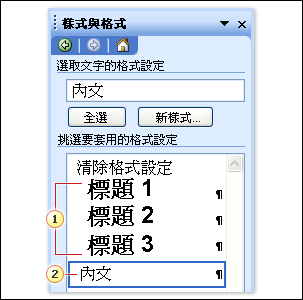 樣式與格式
選取文字的格式設定
內文
全選
新樣式...
挑選要套用的格式設定
清除格式設定
標題 1 ¶
標題 2 ¶
標題 3 ¶
內文 ¶
1
2